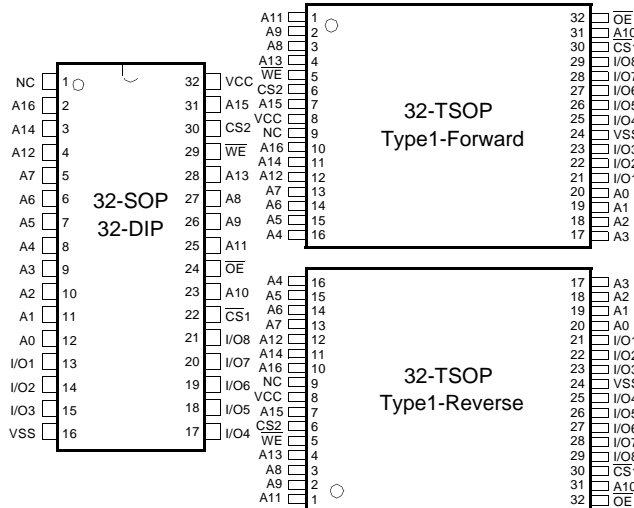 NC 1 32 VCC
A16 2 31 A15
A14 3 30 CS2
A12 4 29 WE
A7 5 28 A13
A6 6 27 A8
A5 7 26 A9
A4 8 25 A11
A3 9 24 OE
A2 10 23 A10
A1 11 22 CS1
A0 12 21 I/O8
I/O1 13 20 I/O7
I/O2 14 19 I/O6
I/O3 15 18 I/O5
VSS 16 17 I/O4
32-SOP
32-DIP
A11 1 32 OE
A9 2 31 A10
A8 3 30 CS1
A13 4 29 I/O8
WE 5 28 I/O7
CS2 6 27 I/O6
A15 7 26 I/O5
VCC 8 25 I/O4
NC 9 24 VSS
A16 10 23 I/O3
A14 11 22 I/O2
A12 12 21 I/O1
A7 13 20 A0
A6 14 19 A1
A5 15 18 A2
A4 16 17 A3
32-TSOP
Type1-Forward
A4 16 17 A3
A5 15 18 A2
A6 14 19 A1
A7 13 20 A0
A12 12 21 I/O1
A14 11 22 I/O2
A16 10 23 I/O3
NC 9 24 VSS
VCC 8 25 I/O4
A15 7 26 I/O5
CS2 6 27 I/O6
WE 5 28 I/O7
A13 4 29 I/O8
A8 3 30 CS1
A9 2 31 A10
A11 1 32 OE
32-TSOP
Type1-Reverse